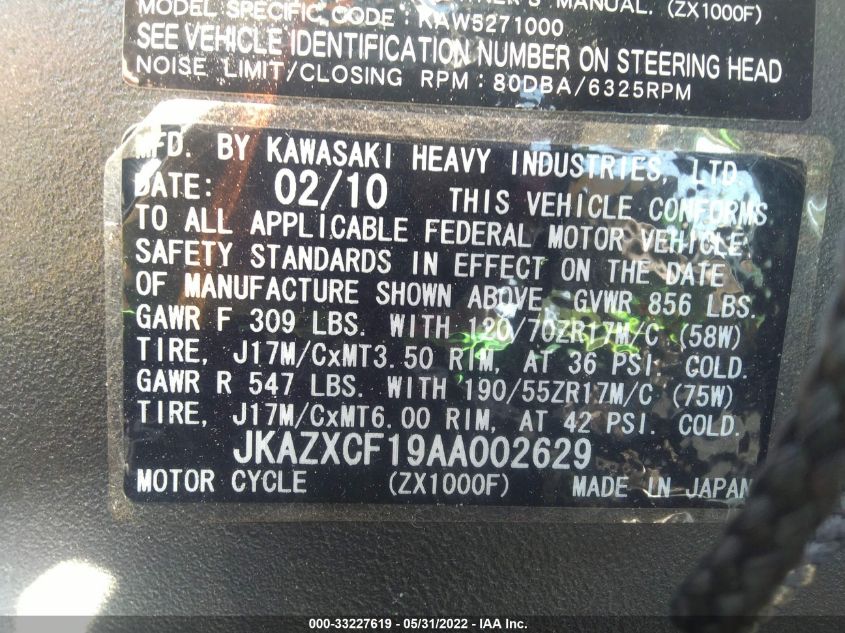 MANUAL. (ZX1000F)
MODEL SPECIFIC CODE : KAW5271000
SEE VEHICLE IDENTIFICATION NUMBER ON STEERING HEAD
NOISE LIMIT/CLOSING RPM : 80DBA/6325RPM
MFD. BY KAWASAKI HEAVY INDUSTRIES, LTD.
DATE: 02/10 THIS VEHICLE CONFORMS
TO ALL APPLICABLE FEDERAL MOTOR VEHICLE
SAFETY STANDARDS IN EFFECT ON THE DATE
OF MANUFACTURE SHOWN ABOVE. GVWR 856 LBS.
GAWR F 309 LBS. WITH 120/70ZR17M/C (58W)
TIRE, J17M/CxMT3.50 RIM, AT 36 PSI. COLD.
GAWR R 547 LBS. WITH 190/55ZR17M/C (75W)
TIRE, J17M/CxMT6.00 RIM, AT 42 PSI. COLD.
JKAZXCF19AA002629
MOTOR CYCLE (ZX1000F) MADE IN JAPAN
000-33227619 - 05/31/2022 - IAA Inc.